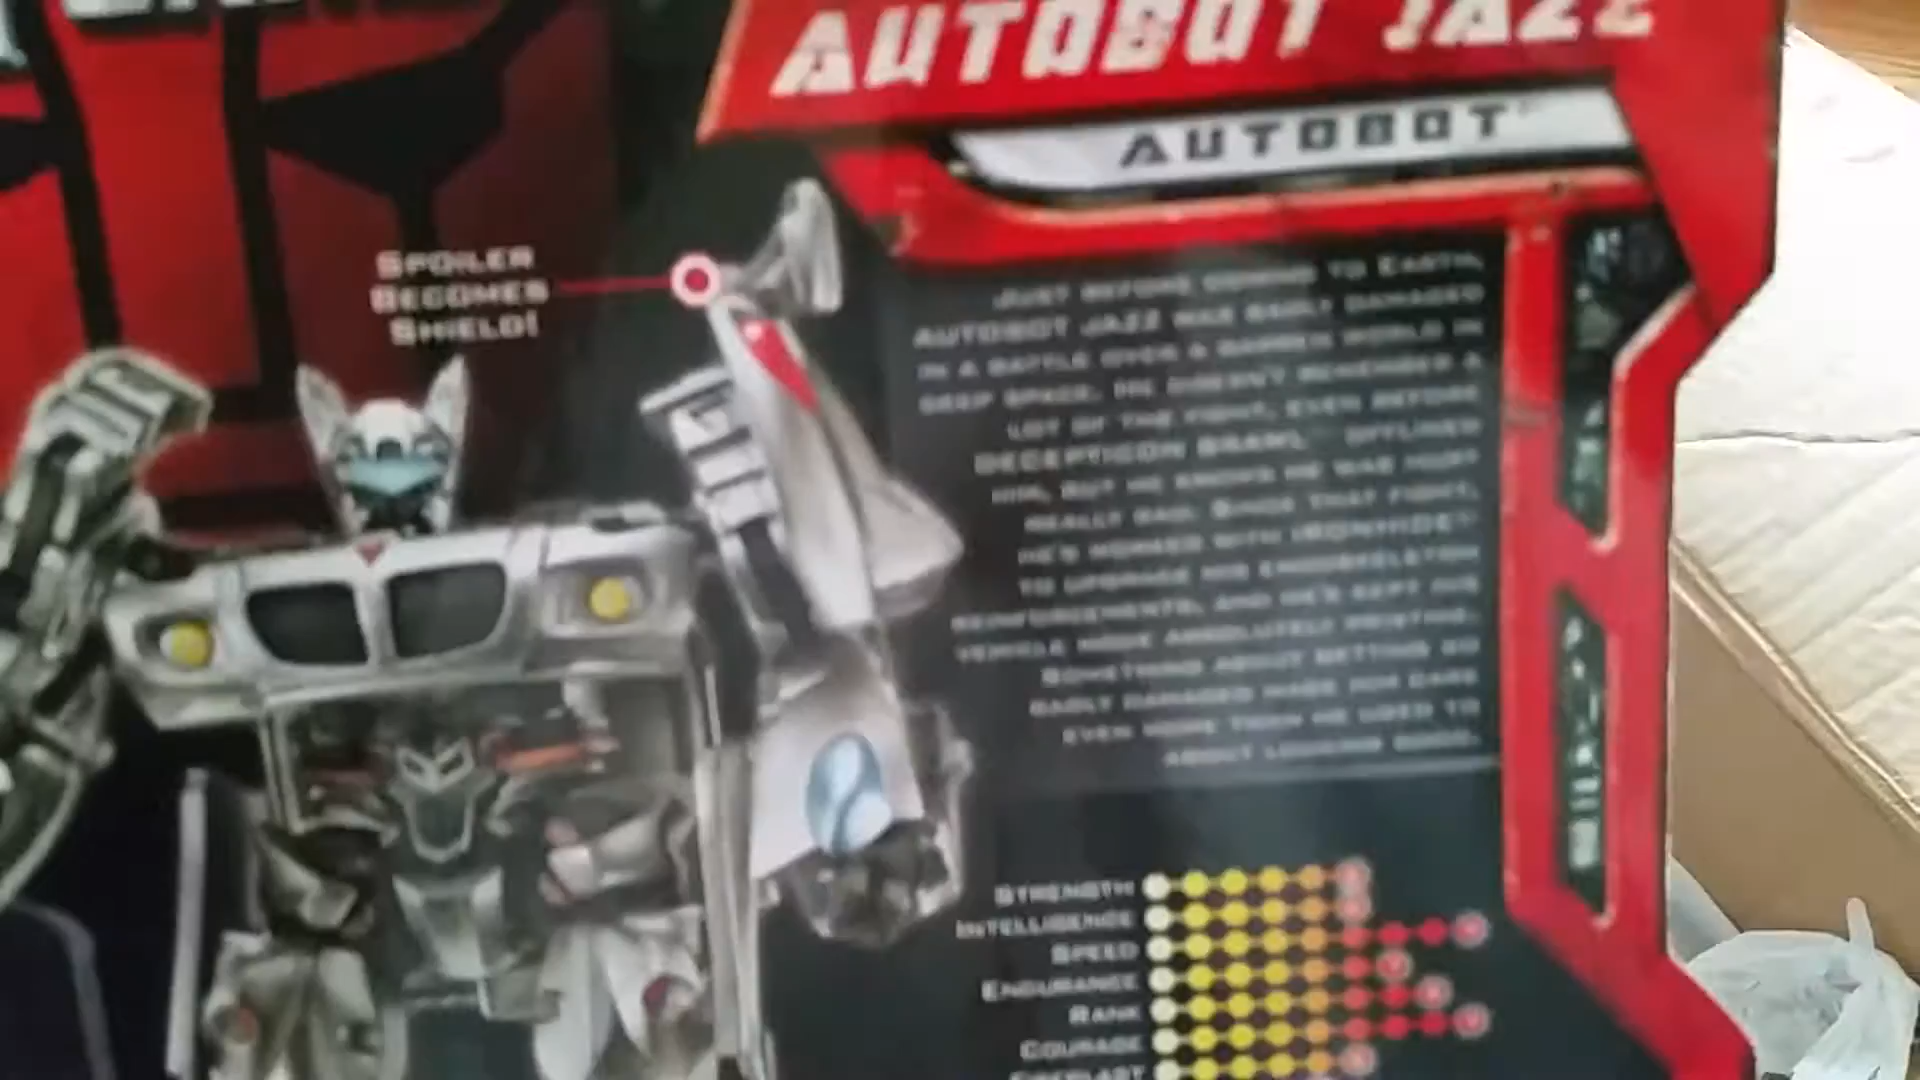 AUTOBOT JAZZ
AUTOBOT
SPOILER
BECOMES
SHIELD!
JUST BEFORE COMING TO EARTH,
AUTOBOT JAZZ WAS BADLY DAMAGED
IN A BATTLE OVER A BARREN WORLD IN
DEEP SPACE. HE DOESN'T REMEMBER A
LOT OF THE FIGHT, EVEN BEFORE
DECEPTICON BRAWL™ OFFLINED
HIM, BUT HE KNOWS HE WAS HURT
REALLY BAD. SINCE THAT FIGHT,
HE'S WORKED WITH IRONHIDE™
TO UPGRADE HIS ENDOSKELETON
REINFORCEMENTS, AND HE'S KEPT HIS
VEHICLE MODE ABSOLUTELY PRISTINE.
SOMETHING ABOUT GETTING SO
BADLY DAMAGED MADE HIM CARE
EVEN MORE THAN HE USED TO
ABOUT LOOKING GOOD.
STRENGTH
INTELLIGENCE
SPEED
ENDURANCE
RANK
COURAGE
FIREBLAST